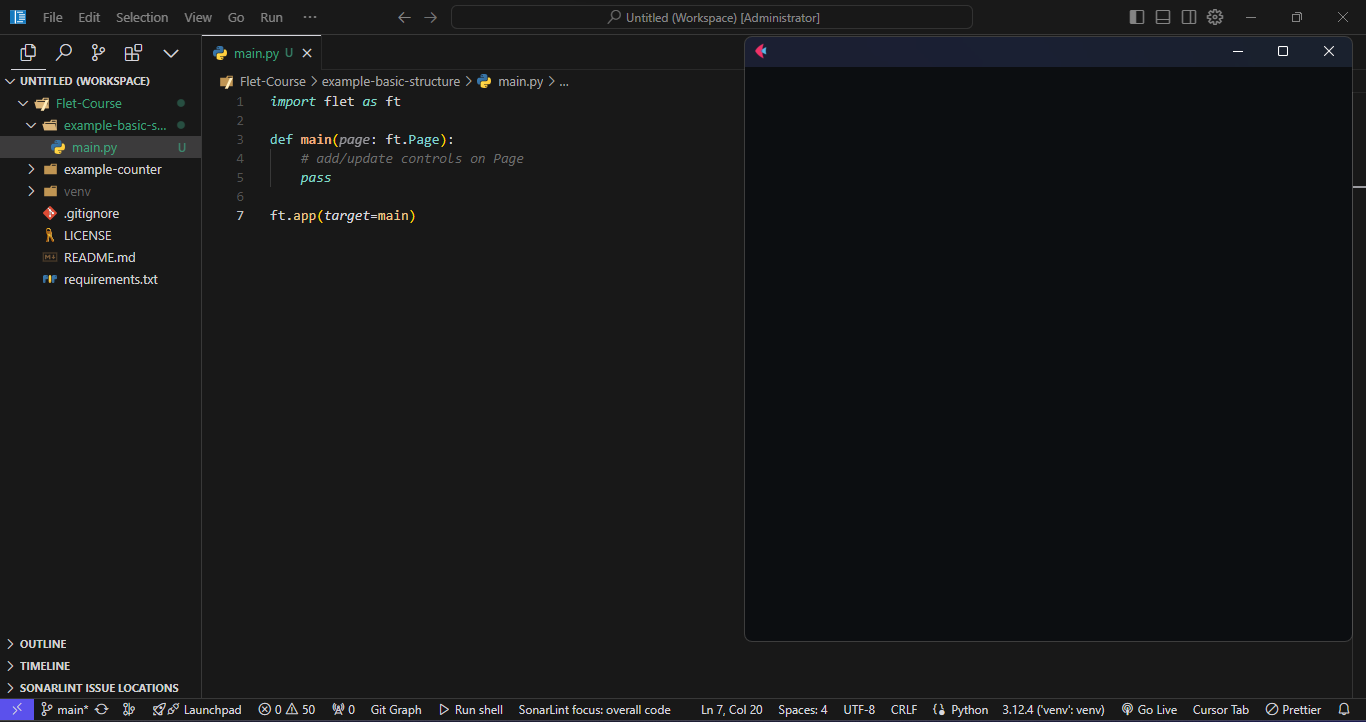 File Edit Selection View Go Run ··· Untitled (Workspace) [Administrator]
UNTITLED (WORKSPACE)
Flet-Course
example-basic-s...
main.py U
example-counter
venv
.gitignore
LICENSE
README.md
requirements.txt
OUTLINE
TIMELINE
SONARLINT ISSUE LOCATIONS
main.py U
Flet-Course > example-basic-structure > main.py > ...
1 import flet as ft
2
3 def main(page: ft.Page):
4     # add/update controls on Page
5     pass
6
7 ft.app(target=main)
main* Launchpad 0 50 0 Git Graph Run shell SonarLint focus: overall code Ln 7, Col 20 Spaces: 4 UTF-8 CRLF Python 3.12.4 ('venv': venv) Go Live Cursor Tab Prettier